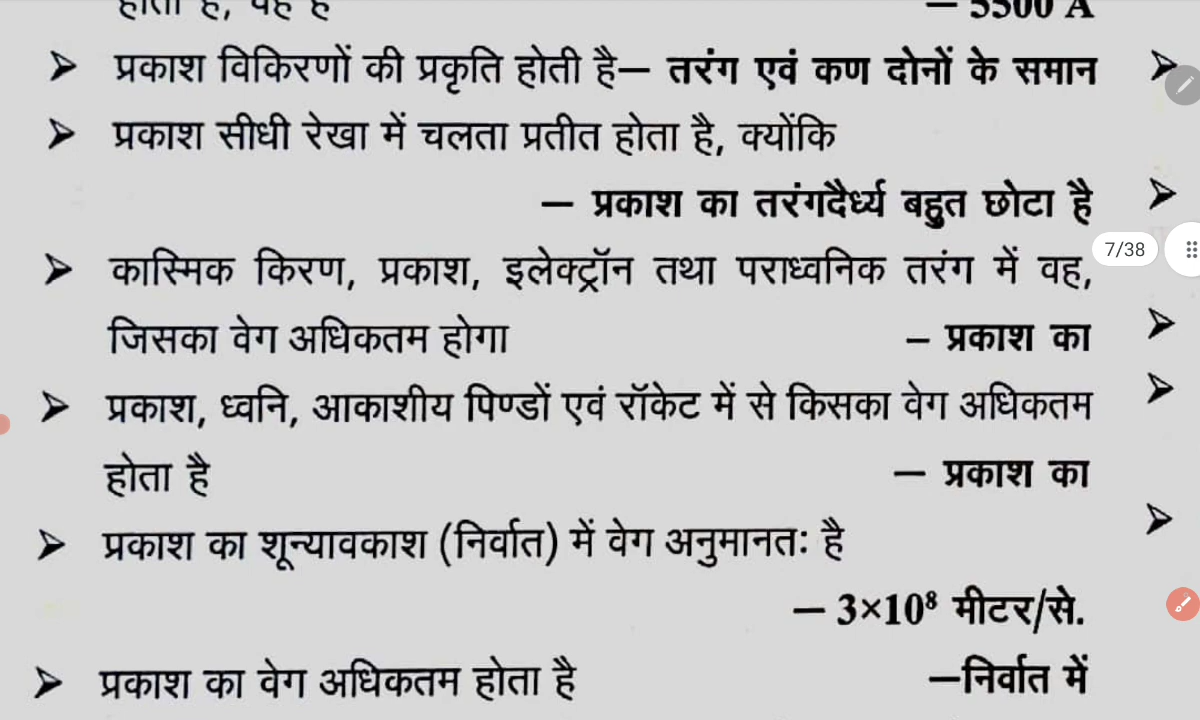 होता है, वह है — 5500 A
➤ प्रकाश विकिरणों की प्रकृति होती है— तरंग एवं कण दोनों के समान
➤ प्रकाश सीधी रेखा में चलता प्रतीत होता है, क्योंकि
— प्रकाश का तरंगदैर्ध्य बहुत छोटा है
7/38
➤ कास्मिक किरण, प्रकाश, इलेक्ट्रॉन तथा पराध्वनिक तरंग में वह,
जिसका वेग अधिकतम होगा – प्रकाश का
➤ प्रकाश, ध्वनि, आकाशीय पिण्डों एवं रॉकेट में से किसका वेग अधिकतम
होता है — प्रकाश का
➤ प्रकाश का शून्यावकाश (निर्वात) में वेग अनुमानतः है
— 3×10⁸ मीटर/से.
➤ प्रकाश का वेग अधिकतम होता है —निर्वात में